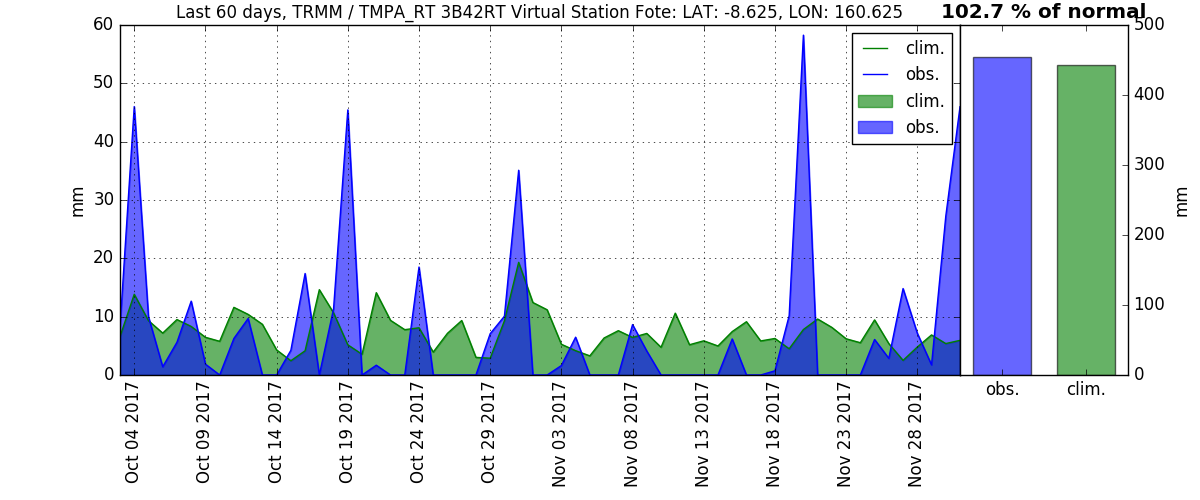 Last 60 days, TRMM / TMPA_RT 3B42RT Virtual Station Fote: LAT: -8.625, LON: 160.625
102.7 % of normal
60
50
40
30
20
10
0
mm
clim.
obs.
clim.
obs.
500
400
300
200
100
0
mm
obs.
clim.
Oct 04 2017
Oct 09 2017
Oct 14 2017
Oct 19 2017
Oct 24 2017
Oct 29 2017
Nov 03 2017
Nov 08 2017
Nov 13 2017
Nov 18 2017
Nov 23 2017
Nov 28 2017